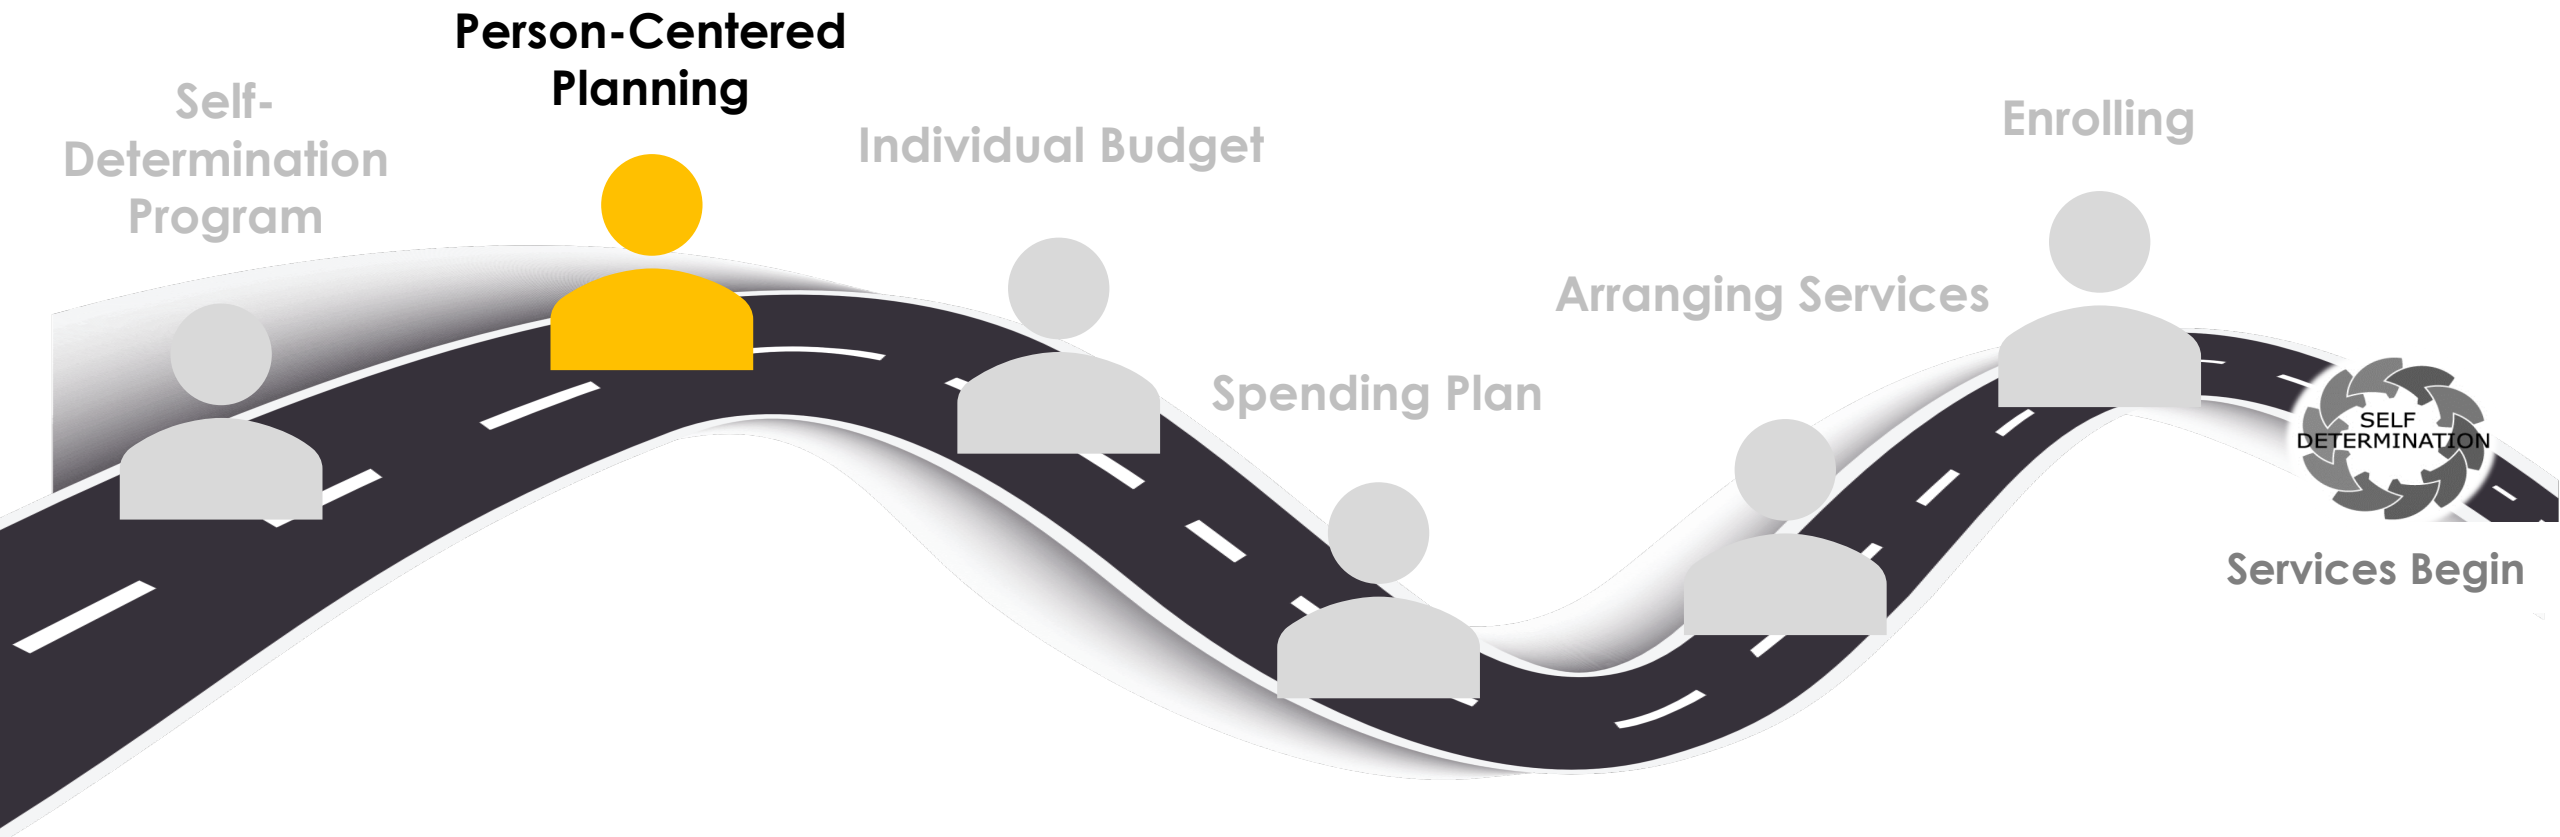 Self-
Determination
Program
Person-Centered
Planning
Individual Budget
Spending Plan
Arranging Services
Enrolling
SELF
DETERMINATION
Services Begin